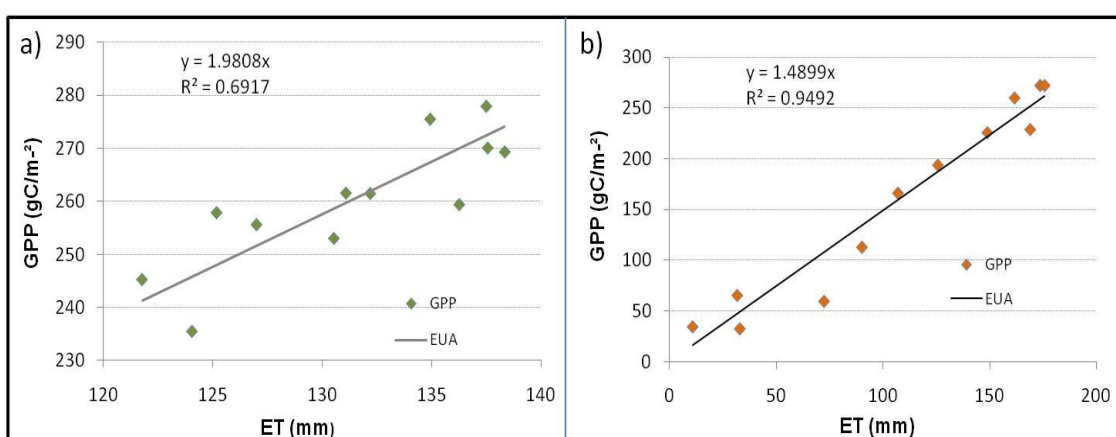 a)
y = 1.9808x
R² = 0.6917
290
280
270
260
250
240
230
GPP (gC/m-²)
GPP
EUA
120 125 130 135 140
ET (mm)
b)
y = 1.4899x
R² = 0.9492
300
250
200
150
100
50
0
GPP (gC/m-²)
GPP
EUA
0 50 100 150 200
ET (mm)